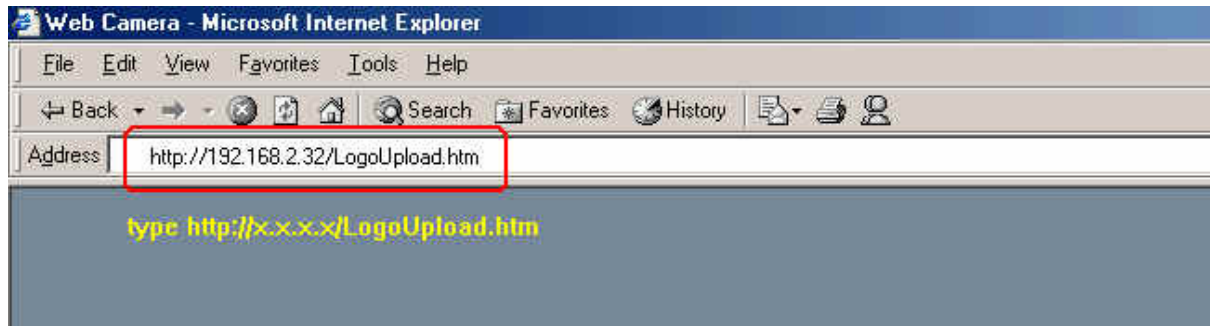 Web Camera - Microsoft Internet Explorer
File Edit View Favorites Tools Help
Back Search Favorites History
Address http://192.168.2.32/LogoUpload.htm
type http://x.x.x.x/LogoUpload.htm